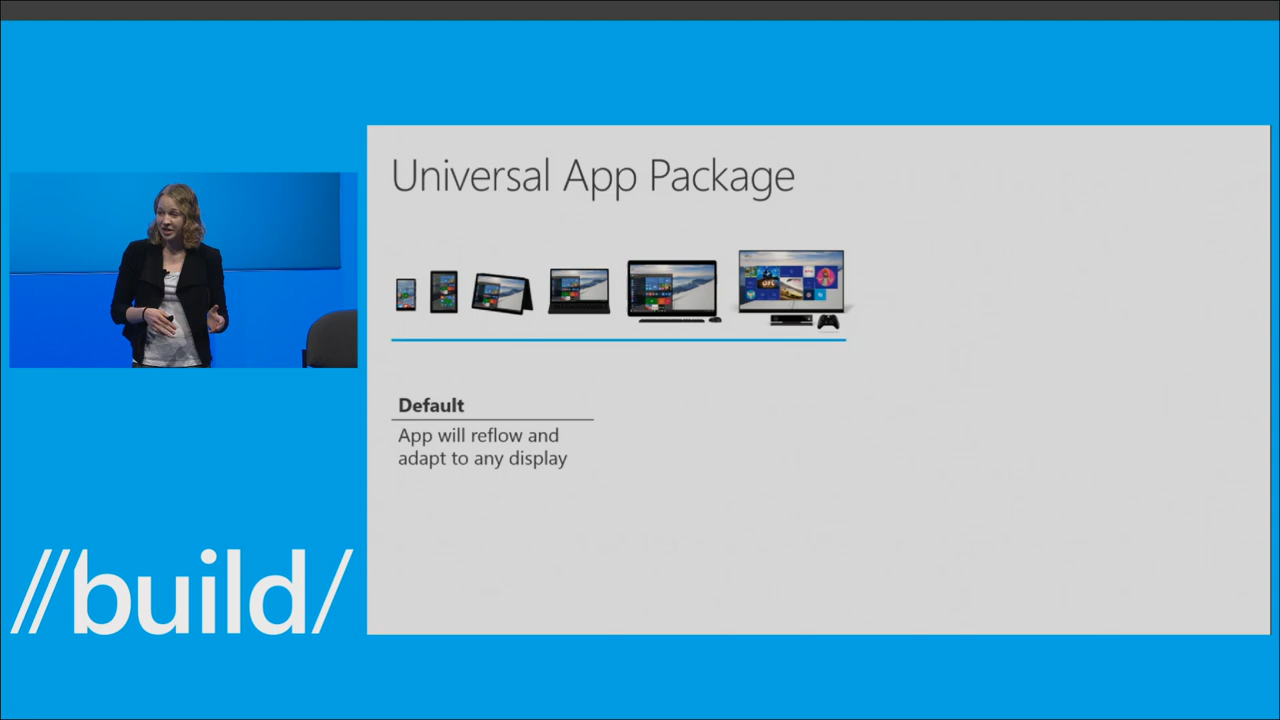 Universal App Package
Default
App will reflow and
adapt to any display
//build/